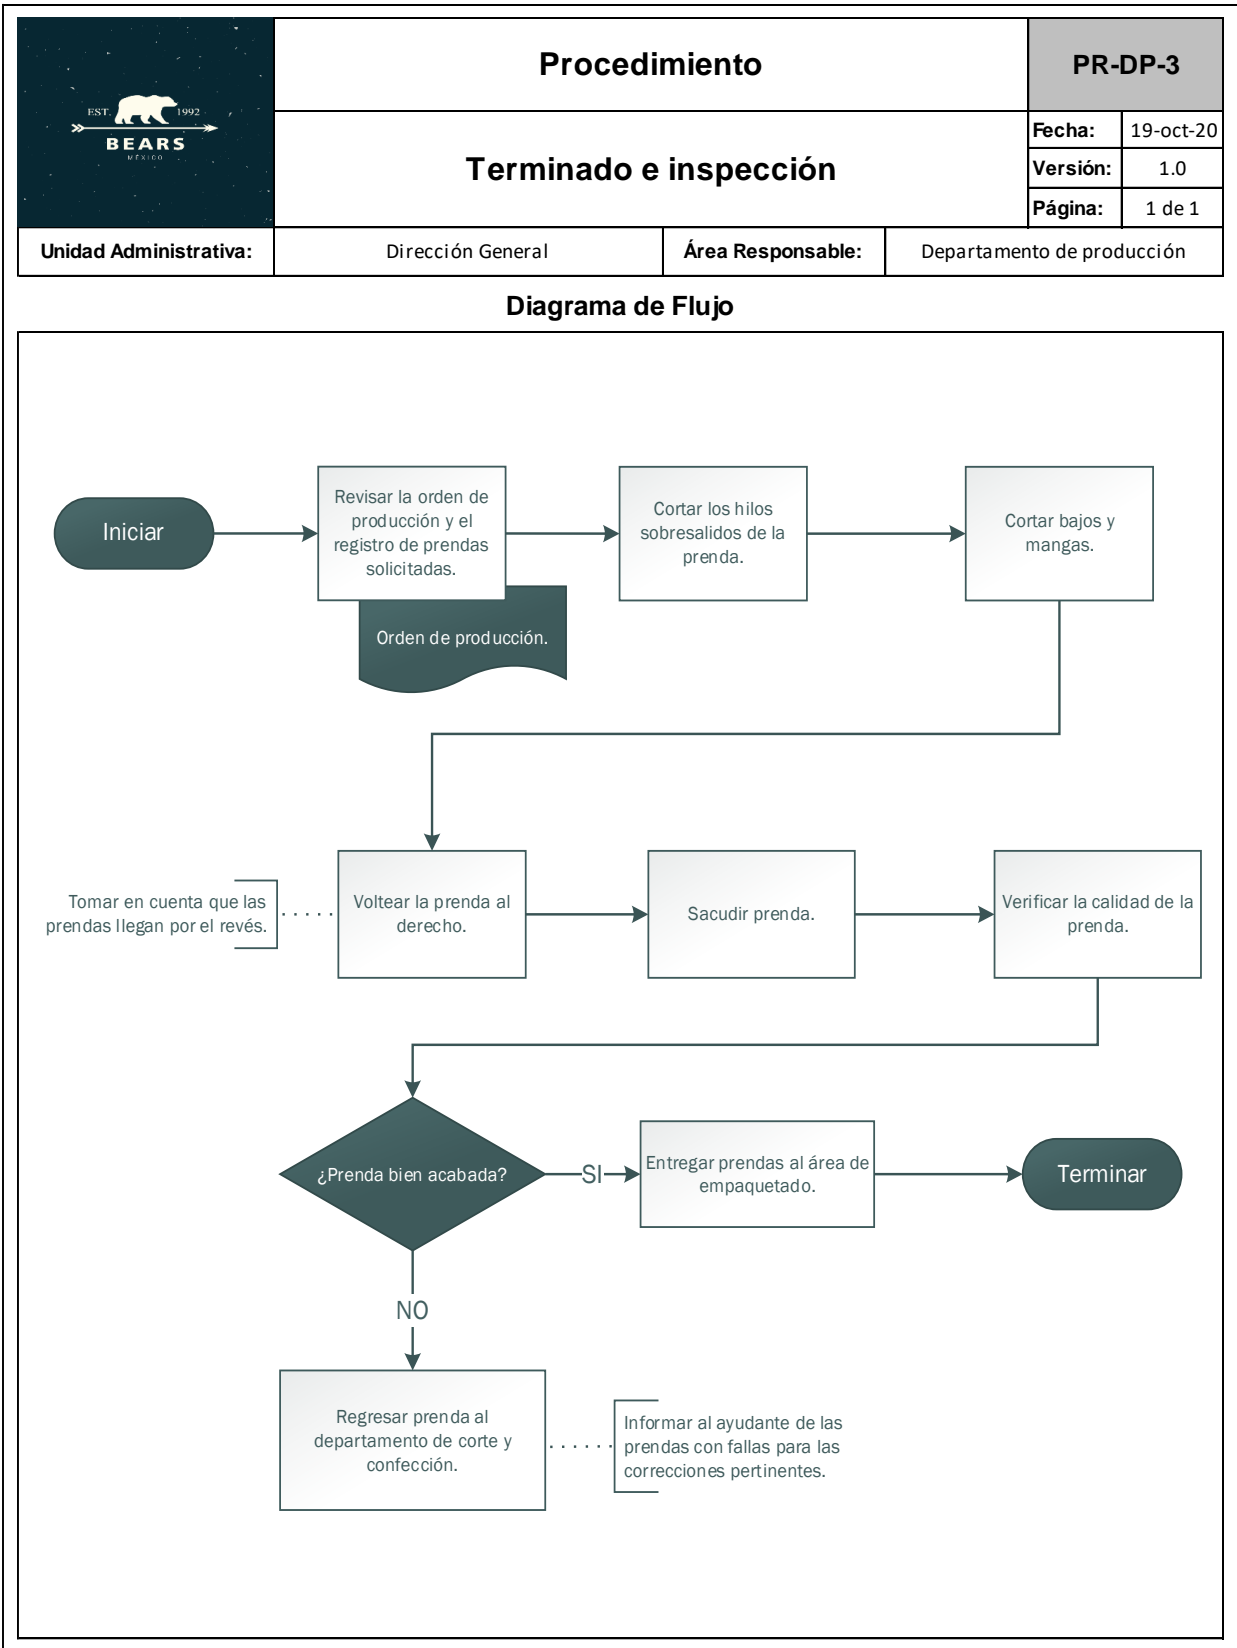 EST. 1992
BEARS
MÉXICO
Procedimiento
PR-DP-3
Terminado e inspección
Fecha: 19-oct-20
Versión: 1.0
Página: 1 de 1
Unidad Administrativa: Dirección General Área Responsable: Departamento de producción
Diagrama de Flujo
Iniciar
Revisar la orden de
producción y el
registro de prendas
solicitadas.
Orden de producción.
Cortar los hilos
sobresalidos de la
prenda.
Cortar bajos y
mangas.
Tomar en cuenta que las
prendas llegan por el revés.
Voltear la prenda al
derecho.
Sacudir prenda.
Verificar la calidad de la
prenda.
¿Prenda bien acabada?
SI
Entregar prendas al área de
empaquetado.
Terminar
NO
Regresar prenda al
departamento de corte y
confección.
Informar al ayudante de las
prendas con fallas para las
correcciones pertinentes.